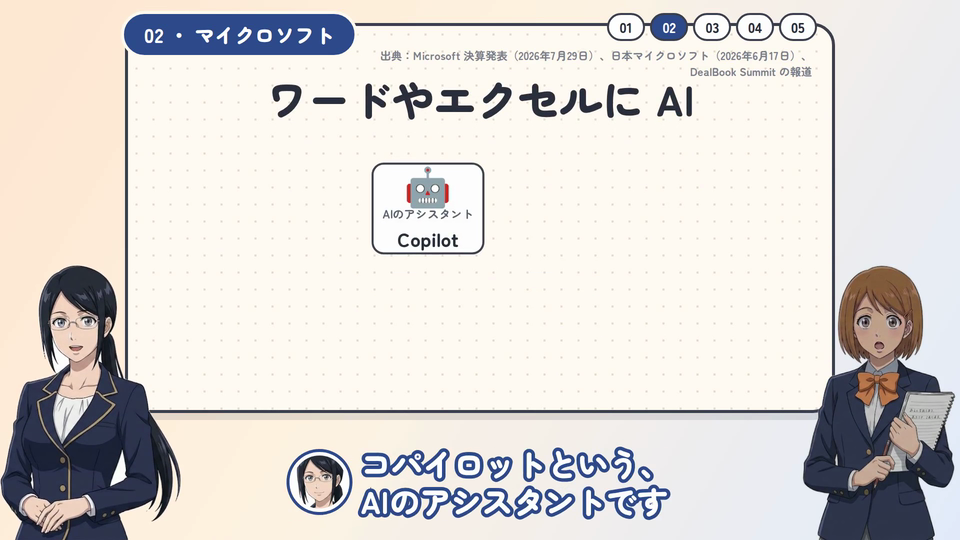 02 ・ マイクロソフト
01 02 03 04 05
出典：Microsoft 決算発表（2026年7月29日）、日本マイクロソフト（2026年6月17日）、
DealBook Summit の報道
ワードやエクセルに AI
AIのアシスタント
Copilot
コパイロットという、
AIのアシスタントです